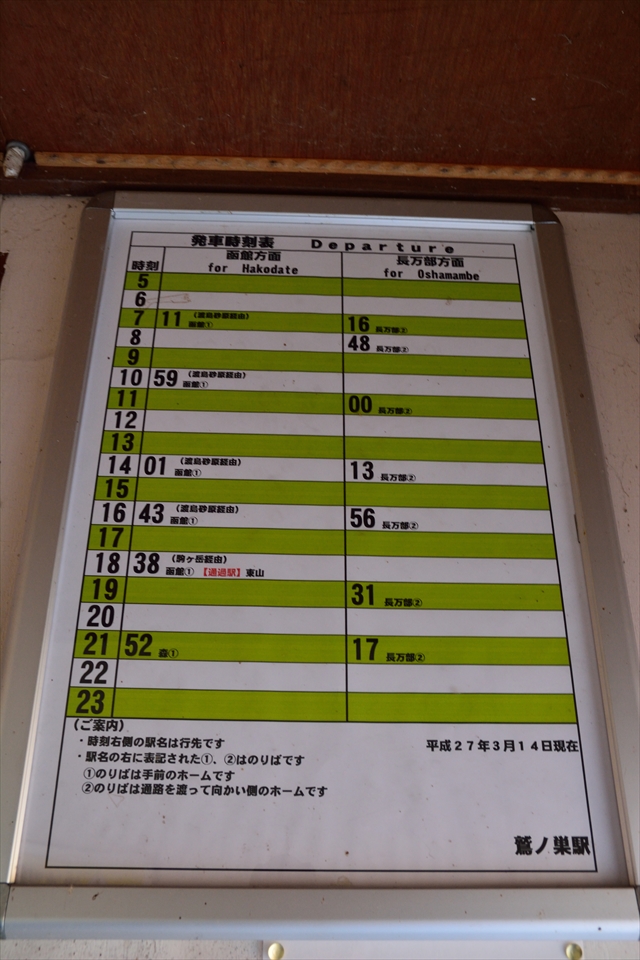 発車時刻表 Departure
時刻 函館方面 長万部方面
for Hakodate for Oshamambe
5
6
7 11 (渡島砂原経由) 函館① 16 長万部②
8 48 長万部②
9
10 59 (渡島砂原経由) 函館①
11 00 長万部②
12
13
14 01 (渡島砂原経由) 函館① 13 長万部②
15
16 43 (渡島砂原経由) 函館① 56 長万部②
17
18 38 (駒ヶ岳経由) 函館① 【通過駅】東山
19 31 長万部②
20
21 52 森① 17 長万部②
22
23
(ご案内)
・時刻右側の駅名は行先です 平成27年3月14日現在
・駅名の右に表記された①、②はのりばです
①のりばは手前のホームです
②のりばは通路を渡って向かい側のホームです
鷲ノ巣駅